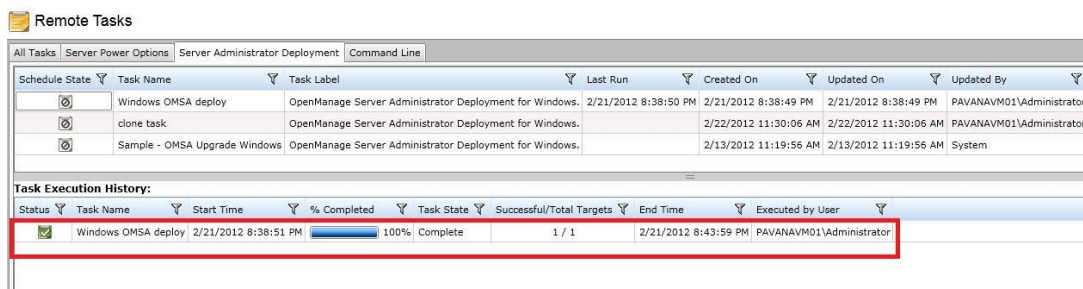 Remote Tasks
All Tasks Server Power Options Server Administrator Deployment Command Line
Schedule State Task Name Task Label Last Run Created On Updated On Updated By
Windows OMSA deploy OpenManage Server Administrator Deployment for Windows. 2/21/2012 8:38:50 PM 2/21/2012 8:38:49 PM 2/21/2012 8:38:49 PM PAVANAVM01\Administrator
clone task OpenManage Server Administrator Deployment for Windows. 2/22/2012 11:30:06 AM 2/22/2012 11:30:06 AM PAVANAVM01\Administrato
Sample - OMSA Upgrade Windows OpenManage Server Administrator Deployment for Windows. 2/13/2012 11:19:56 AM 2/13/2012 11:19:56 AM System
Task Execution History:
Status Task Name Start Time % Completed Task State Successful/Total Targets End Time Executed by User
Windows OMSA deploy 2/21/2012 8:38:51 PM 100% Complete 1 / 1 2/21/2012 8:43:59 PM PAVANAVM01\Administrator